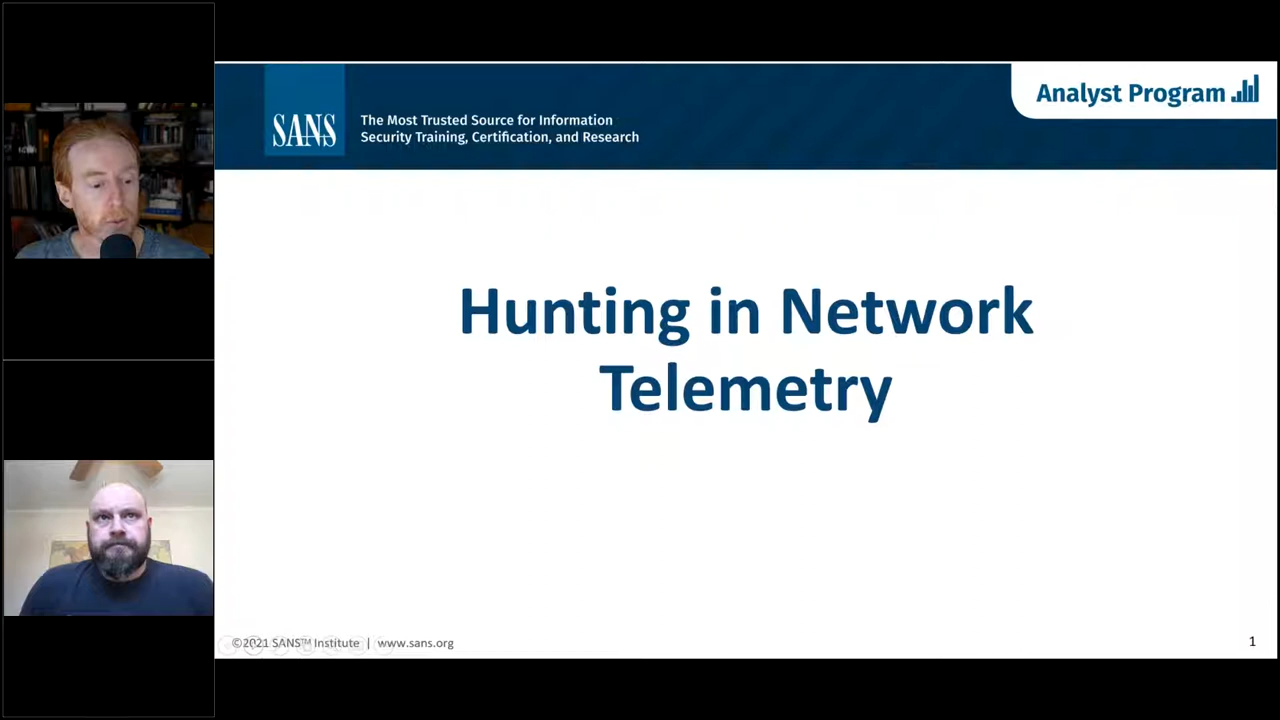 SANS
The Most Trusted Source for Information
Security Training, Certification, and Research
Analyst Program
Hunting in Network
Telemetry
©2021 SANS™ Institute | www.sans.org
1